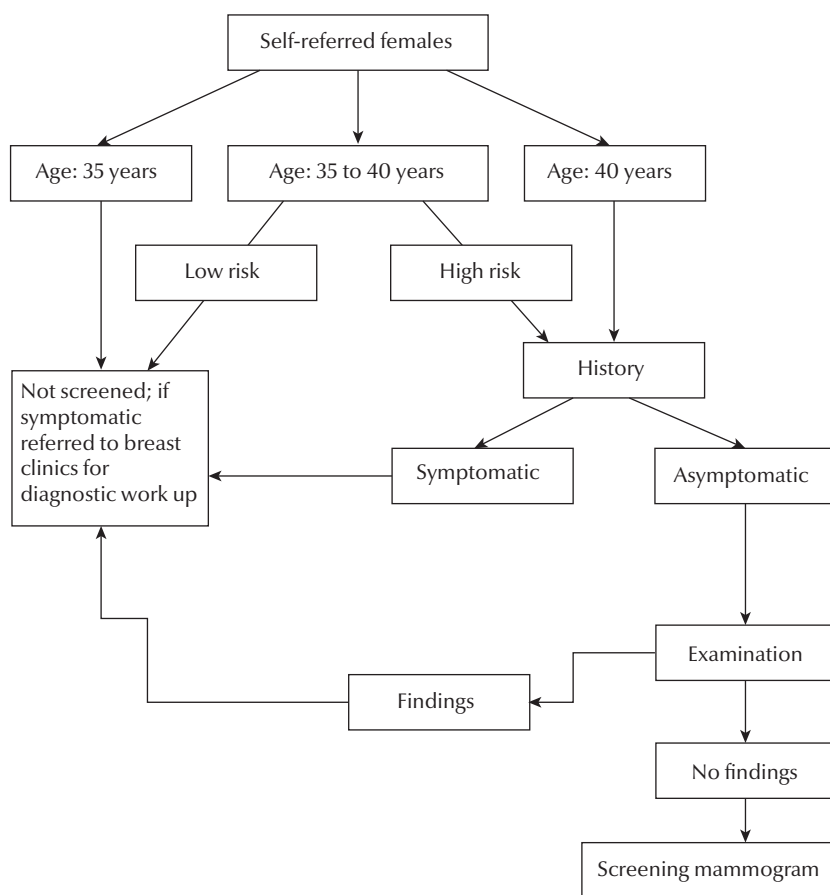 Self-referred females
Age: 35 years
Age: 35 to 40 years
Age: 40 years
Low risk
High risk
History
Not screened; if
symptomatic
referred to breast
clinics for
diagnostic work up
Symptomatic
Asymptomatic
Examination
Findings
No findings
Screening mammogram